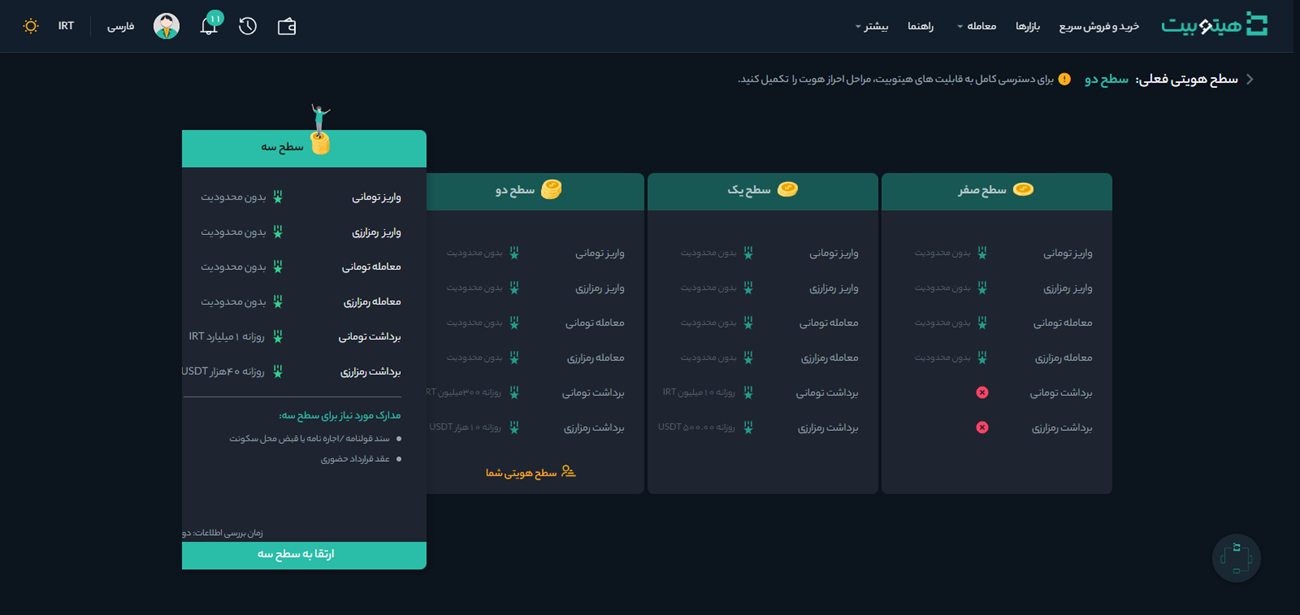 هیتوبیت
خرید و فروش سریع
بازارها
معامله
راهنما
بیشتر
۱۱
فارسی
IRT
سطح هویتی فعلی: سطح دو
برای دسترسی کامل به قابلیت های هیتوبیت، مراحل احراز هویت را تکمیل کنید.
سطح صفر
واریز تومانی بدون محدودیت
واریز رمزارزی بدون محدودیت
معامله تومانی بدون محدودیت
معامله رمزارزی بدون محدودیت
برداشت تومانی
برداشت رمزارزی
سطح یک
واریز تومانی بدون محدودیت
واریز رمزارزی بدون محدودیت
معامله تومانی بدون محدودیت
معامله رمزارزی بدون محدودیت
برداشت تومانی روزانه ۱۰ میلیون IRT
برداشت رمزارزی روزانه ۵۰۰.۰۰ USDT
سطح دو
واریز تومانی بدون محدودیت
واریز رمزارزی بدون محدودیت
معامله تومانی بدون محدودیت
معامله رمزارزی بدون محدودیت
برداشت تومانی روزانه ۳۰۰میلیون IRT
برداشت رمزارزی روزانه ۱۰ هزار USDT
سطح هویتی شما
سطح سه
واریز تومانی بدون محدودیت
واریز رمزارزی بدون محدودیت
معامله تومانی بدون محدودیت
معامله رمزارزی بدون محدودیت
برداشت تومانی روزانه ۱ میلیارد IRT
برداشت رمزارزی روزانه ۴۰هزار USDT
مدارک مورد نیاز برای سطح سه:
سند قولنامه /اجاره نامه یا قبض محل سکونت
عقد قرارداد حضوری
زمان بررسی اطلاعات: دو
ارتقا به سطح سه